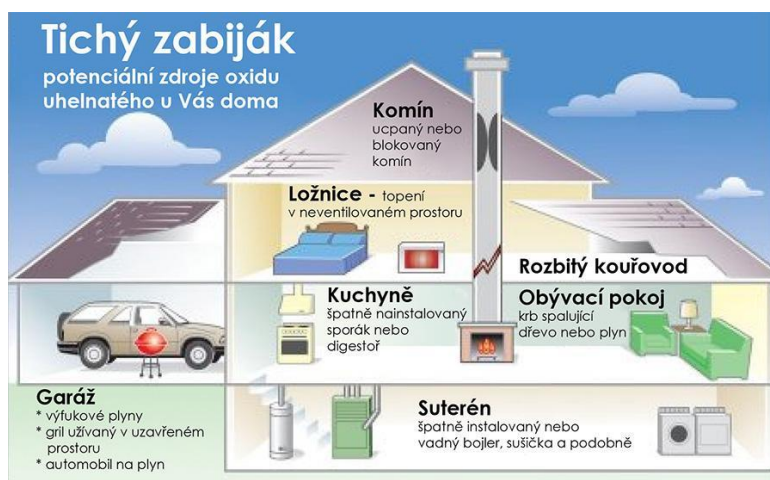 Tichý zabiják
potenciální zdroje oxidu
uhelnatého u Vás doma
Komín
ucpaný nebo
blokovaný
komín
Ložnice - topení
v neventilovaném prostoru
Rozbitý kouřovod
Kuchyně
špatně nainstalovaný
sporák nebo
digestoř
Obývací pokoj
krb spalující
dřevo nebo plyn
Garáž
* výfukové plyny
* gril užívaný v uzavřeném
prostoru
* automobil na plyn
Suterén
špatně instalovaný nebo
vadný bojler, sušička a podobně